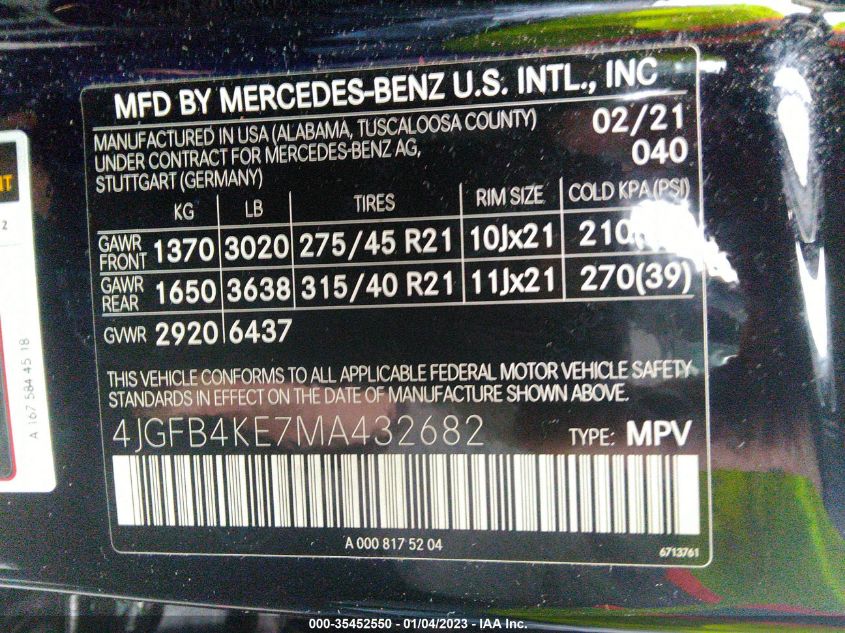 MFD BY MERCEDES-BENZ U.S. INTL., INC
MANUFACTURED IN USA (ALABAMA, TUSCALOOSA COUNTY) 02/21
UNDER CONTRACT FOR MERCEDES-BENZ AG, 040
STUTTGART (GERMANY)
KG LB TIRES RIM SIZE COLD KPA (PSI)
GAWR FRONT 1370 3020 275/45 R21 10Jx21 210
GAWR REAR 1650 3638 315/40 R21 11Jx21 270(39)
GVWR 2920 6437
THIS VEHICLE CONFORMS TO ALL APPLICABLE FEDERAL MOTOR VEHICLE SAFETY
STANDARDS IN EFFECT ON THE DATE OF MANUFACTURE SHOWN ABOVE.
4JGFB4KE7MA432682 TYPE: MPV
A 000 817 52 04
6713761
A 167 584 45 18
000-35452550 - 01/04/2023 - IAA Inc.